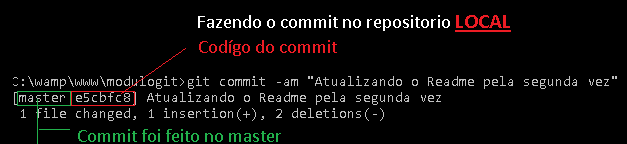 Fazendo o commit no repositorio LOCAL
Codígo do commit
C:\wamp\www\modulogit>git commit -am "Atualizando o Readme pela segunda vez"
[master e5cbfc8] Atualizando o Readme pela segunda vez
1 file changed, 1 insertion(+), 2 deletions(-)
Commit foi feito no master